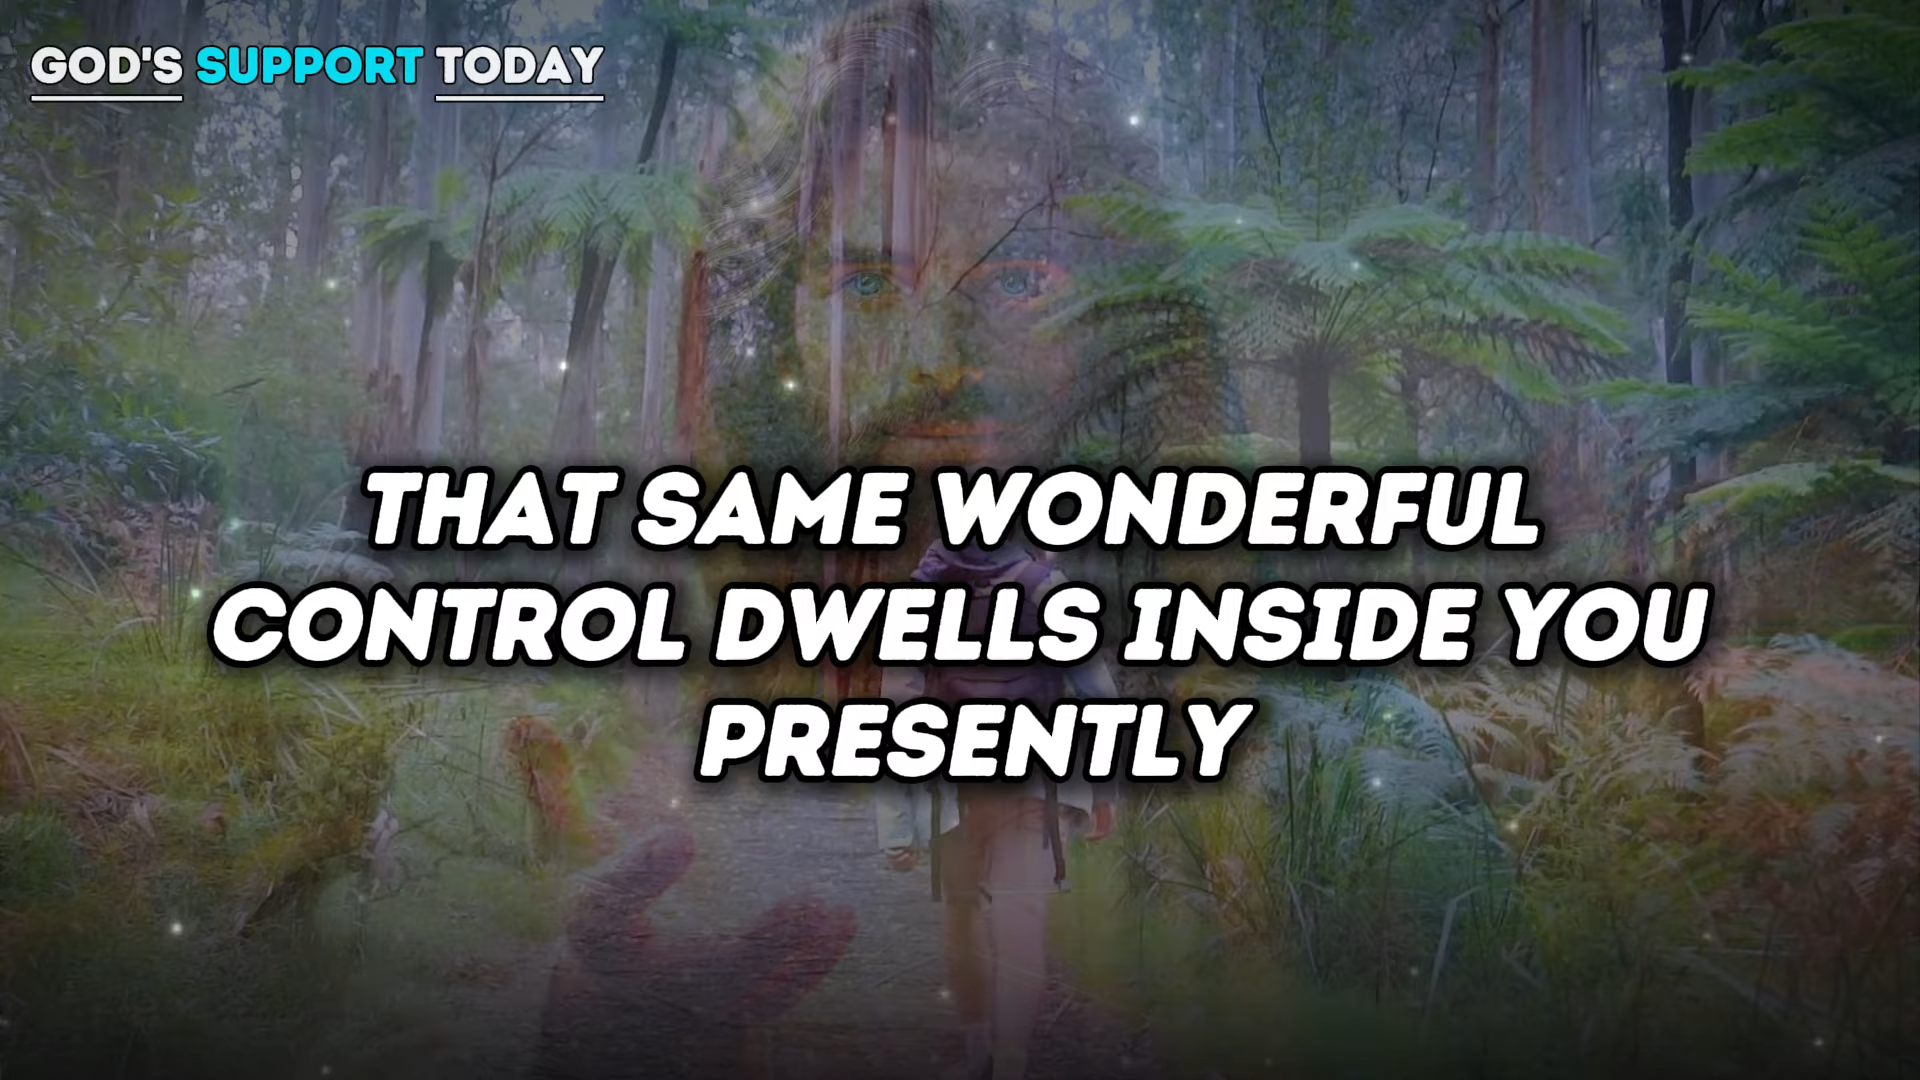 GOD'S SUPPORT TODAY
THAT SAME WONDERFUL
CONTROL DWELLS INSIDE YOU
PRESENTLY